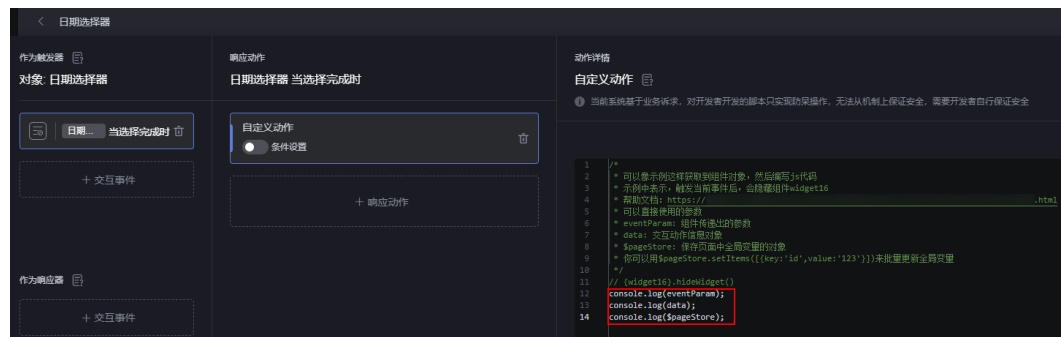 日期选择器
作为触发器
对象: 日期选择器
日期... 当选择完成时
+ 交互事件
作为响应器
+ 交互事件
响应动作
日期选择器 当选择完成时
自定义动作
条件设置
+ 响应动作
动作详情
自定义动作
当前系统基于业务诉求，对开发者开发的脚本只实现防呆操作，无法从机制上保证安全，需要开发者自行保证安全
1 /*
2 * 可以像示例这样获取到组件对象，然后编写js代码
3 * 示例中表示，触发当前事件后，会隐藏组件widget16
4 * 帮助文档: https:// .html
5 * 可以直接使用的参数
6 * eventParam: 组件传递出的参数
7 * data: 交互动作信息对象
8 * $pageStore: 保存页面中全局变量的对象
9 * 你可以用$pageStore.setItems([{key:'id',value:'123'}])来批量更新全局变量
10 */
11 // {widget16}.hideWidget()
12 console.log(eventParam);
13 console.log(data);
14 console.log($pageStore);